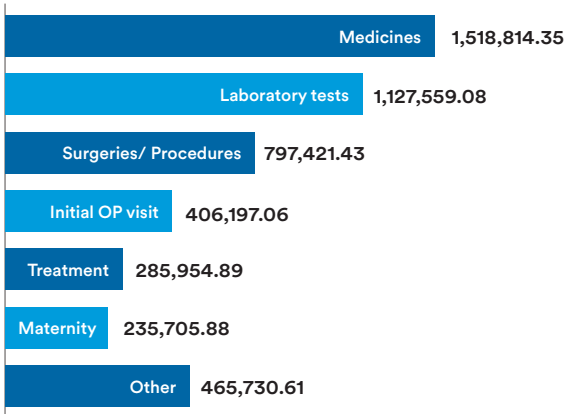 Medicines 1,518,814.35
Laboratory tests 1,127,559.08
Surgeries/ Procedures 797,421.43
Initial OP visit 406,197.06
Treatment 285,954.89
Maternity 235,705.88
Other 465,730.61